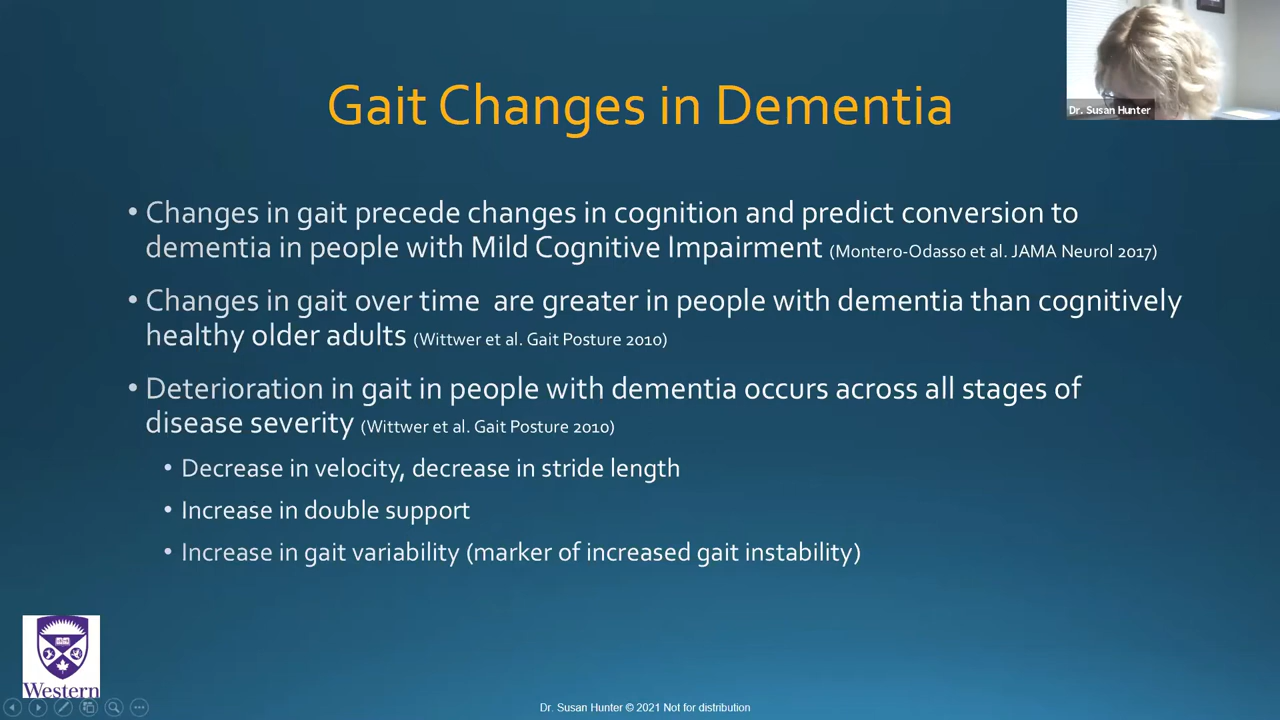 Dr. Susan Hunter
Gait Changes in Dementia
• Changes in gait precede changes in cognition and predict conversion to
dementia in people with Mild Cognitive Impairment (Montero-Odasso et al. JAMA Neurol 2017)
• Changes in gait over time are greater in people with dementia than cognitively
healthy older adults (Wittwer et al. Gait Posture 2010)
• Deterioration in gait in people with dementia occurs across all stages of
disease severity (Wittwer et al. Gait Posture 2010)
• Decrease in velocity, decrease in stride length
• Increase in double support
• Increase in gait variability (marker of increased gait instability)
Western
Dr. Susan Hunter © 2021 Not for distribution